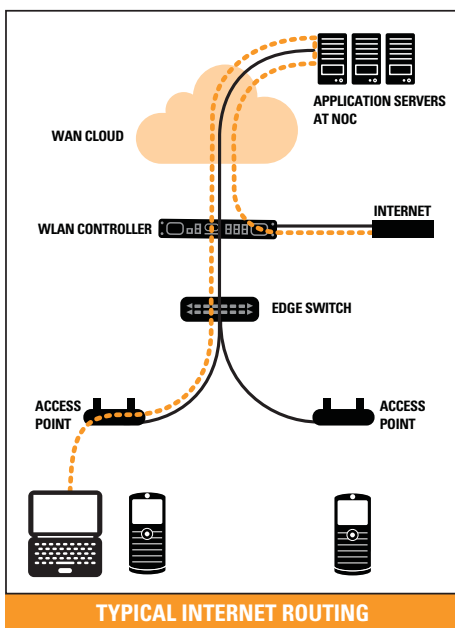 APPLICATION SERVERS
AT NOC
WAN CLOUD
INTERNET
WLAN CONTROLLER
EDGE SWITCH
ACCESS
POINT
ACCESS
POINT
TYPICAL INTERNET ROUTING